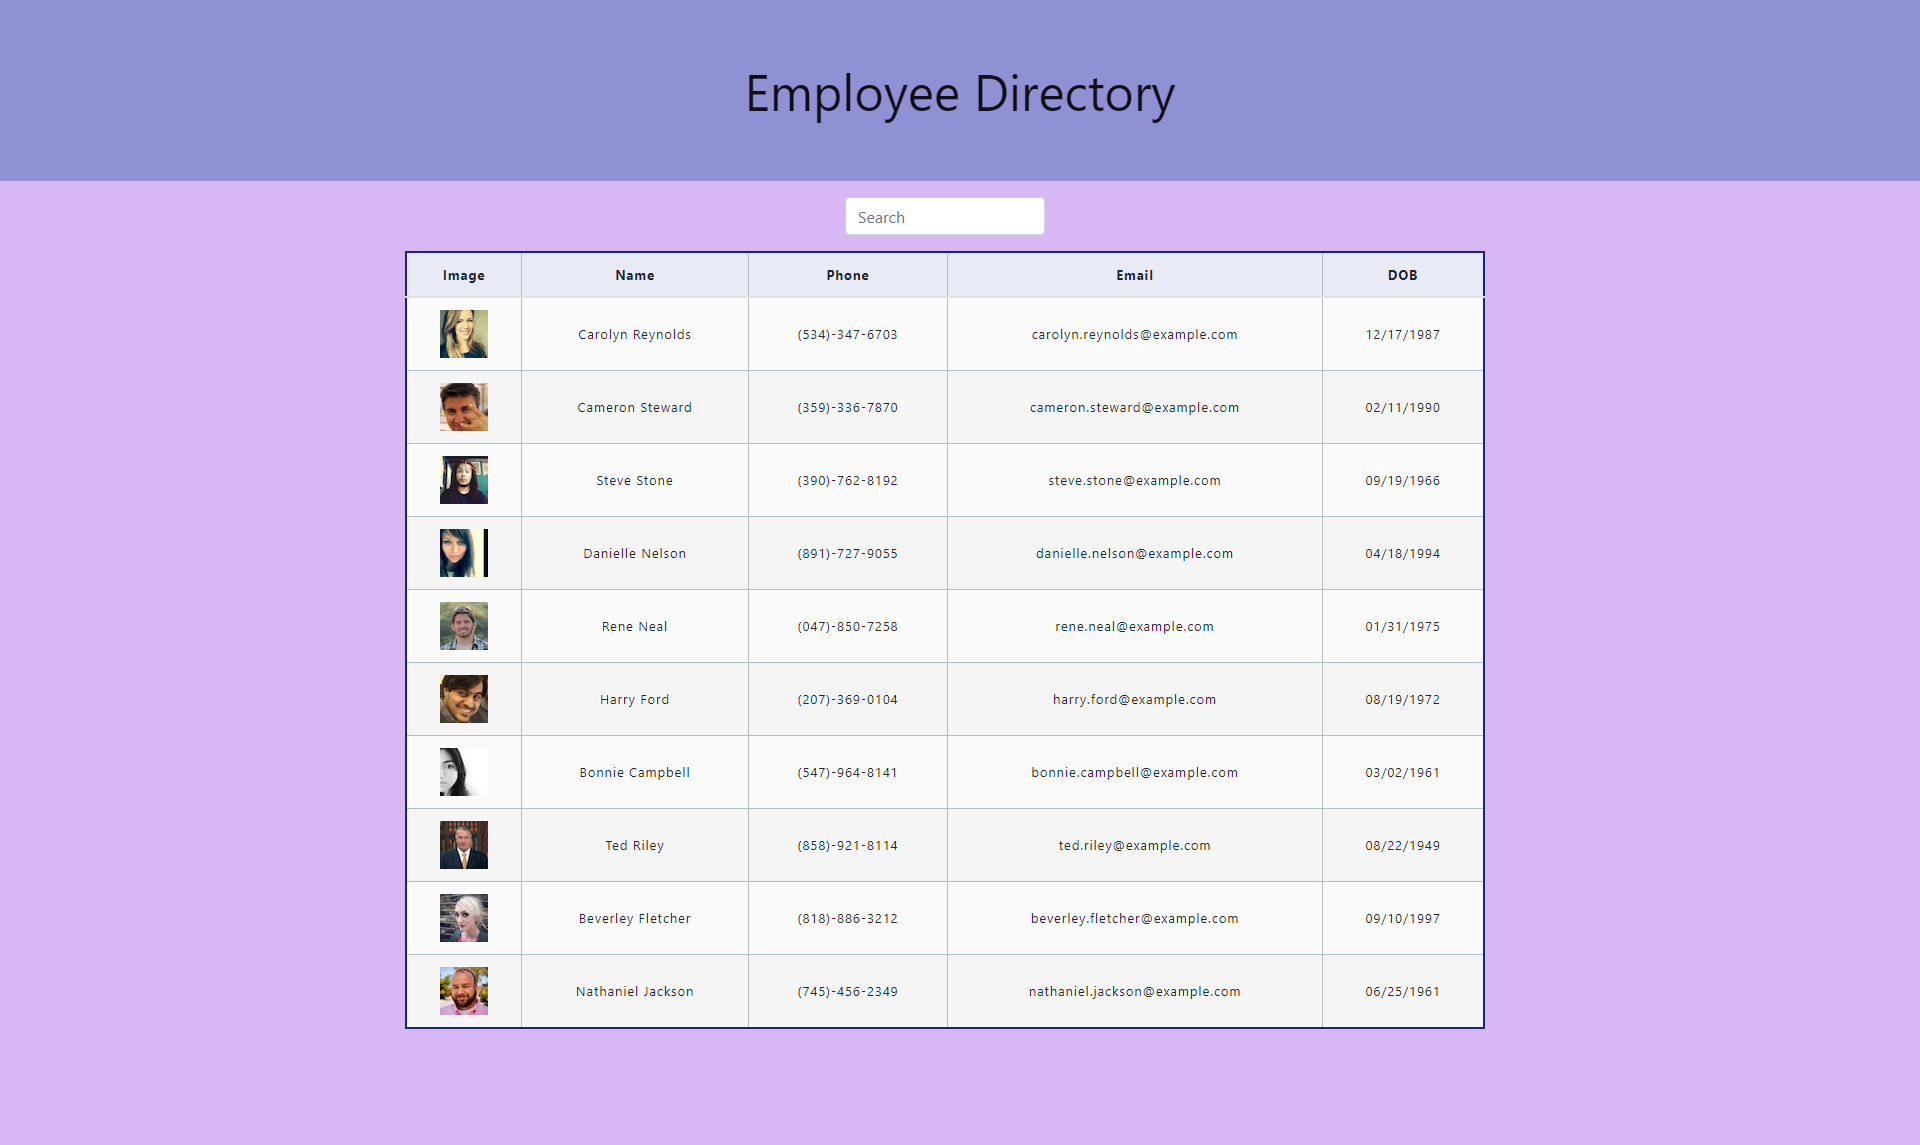 Employee Directory
Search
Image Name Phone Email DOB
Carolyn Reynolds (534)-347-6703 carolyn.reynolds@example.com 12/17/1987
Cameron Steward (359)-336-7870 cameron.steward@example.com 02/11/1990
Steve Stone (390)-762-8192 steve.stone@example.com 09/19/1966
Danielle Nelson (891)-727-9055 danielle.nelson@example.com 04/18/1994
Rene Neal (047)-850-7258 rene.neal@example.com 01/31/1975
Harry Ford (207)-369-0104 harry.ford@example.com 08/19/1972
Bonnie Campbell (547)-964-8141 bonnie.campbell@example.com 03/02/1961
Ted Riley (858)-921-8114 ted.riley@example.com 08/22/1949
Beverley Fletcher (818)-886-3212 beverley.fletcher@example.com 09/10/1997
Nathaniel Jackson (745)-456-2349 nathaniel.jackson@example.com 06/25/1961